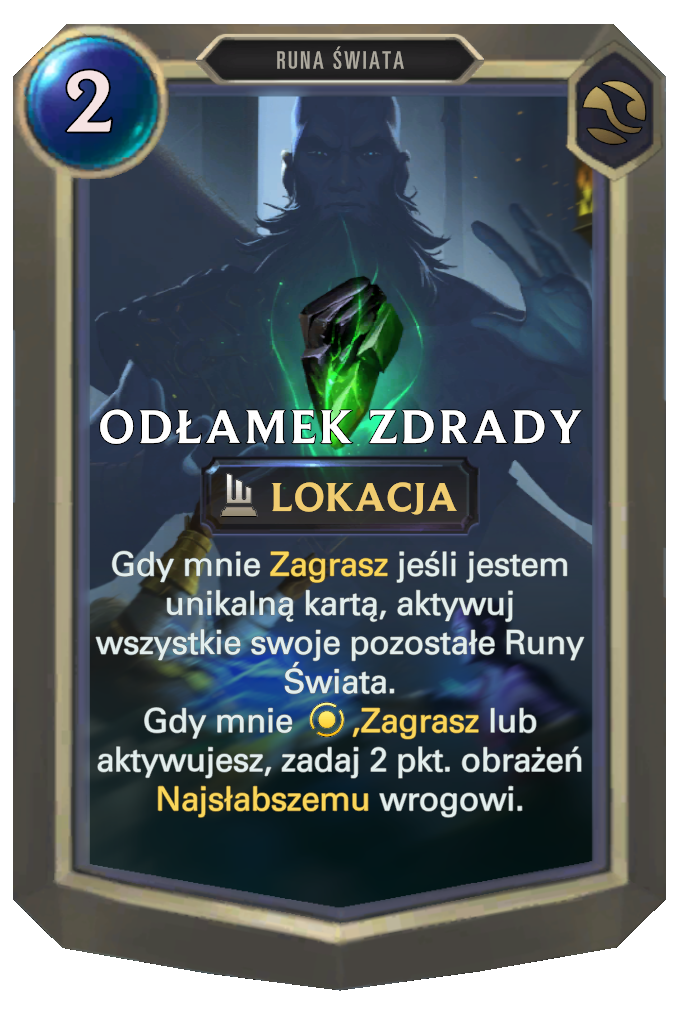 RUNA ŚWIATA
2
ODŁAMEK ZDRADY
LOKACJA
Gdy mnie Zagrasz jeśli jestem
unikalną kartą, aktywuj
wszystkie swoje pozostałe Runy
Świata.
Gdy mnie ,Zagrasz lub
aktywujesz, zadaj 2 pkt. obrażeń
Najsłabszemu wrogowi.